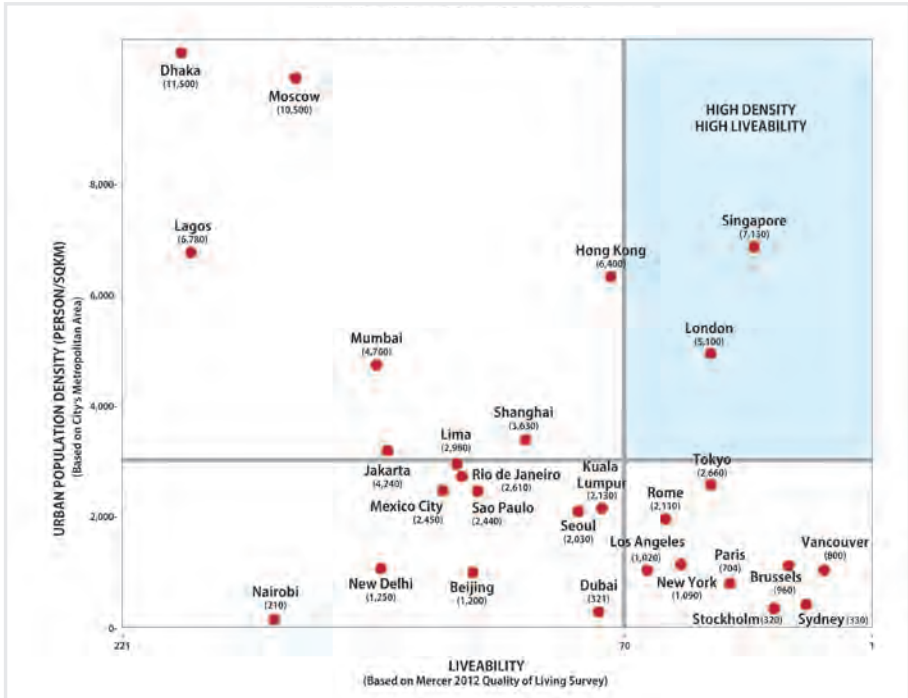 Dhaka
(11,500)
Moscow
(10,500)
HIGH DENSITY
HIGH LIVEABILITY
8,000-
Lagos
(6,780)
Singapore
(7,150)
Hong Kong
(6,400)
6,000-
London
(5,100)
Mumbai
(4,700)
4,000-
Shanghai
(3,630)
Lima
(2,980)
Jakarta
(4,240)
Rio de Janeiro
(2,610)
Kuala
Lumpur
(2,130)
Tokyo
(2,660)
Mexico City
(2,450)
Sao Paulo
(2,440)
Seoul
(2,030)
Rome
(2,110)
2,000-
Los Angeles
(1,020)
New York
(1,090)
Paris
(704)
Brussels
(960)
Vancouver
(800)
New Delhi
(1,250)
Beijing
(1,200)
Nairobi
(210)
Dubai
(321)
Stockholm (320)
Sydney (330)
0-
221
70
1
URBAN POPULATION DENSITY (PERSON/SQKM)
(Based on City's Metropolitan Area)
LIVEABILITY
(Based on Mercer 2012 Quality of Living Survey)